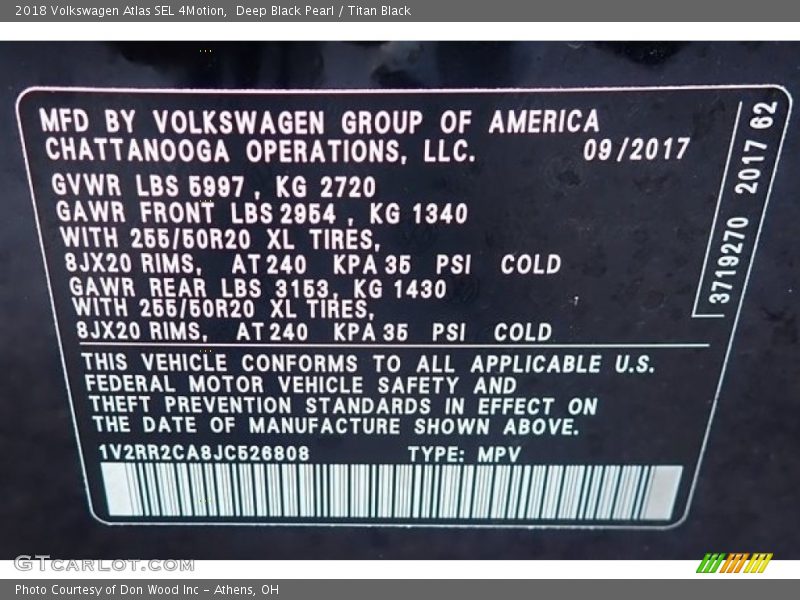 2018 Volkswagen Atlas SEL 4Motion,  Deep Black Pearl / Titan Black
MFD BY VOLKSWAGEN GROUP OF AMERICA
CHATTANOOGA OPERATIONS, LLC. 09/2017
GVWR LBS 5997 , KG 2720
GAWR FRONT LBS 2954 , KG 1340
WITH 255/50R20 XL TIRES,
8JX20 RIMS, AT 240 KPA 35 PSI COLD
GAWR REAR LBS 3153, KG 1430
WITH 255/50R20 XL TIRES,
8JX20 RIMS, AT 240 KPA 35 PSI COLD
3719270 2017 62
THIS VEHICLE CONFORMS TO ALL APPLICABLE U.S.
FEDERAL MOTOR VEHICLE SAFETY AND
THEFT PREVENTION STANDARDS IN EFFECT ON
THE DATE OF MANUFACTURE SHOWN ABOVE.
1V2RR2CA8JC526808 TYPE: MPV
GTCARLOT.COM
Photo Courtesy of Don Wood Inc - Athens, OH